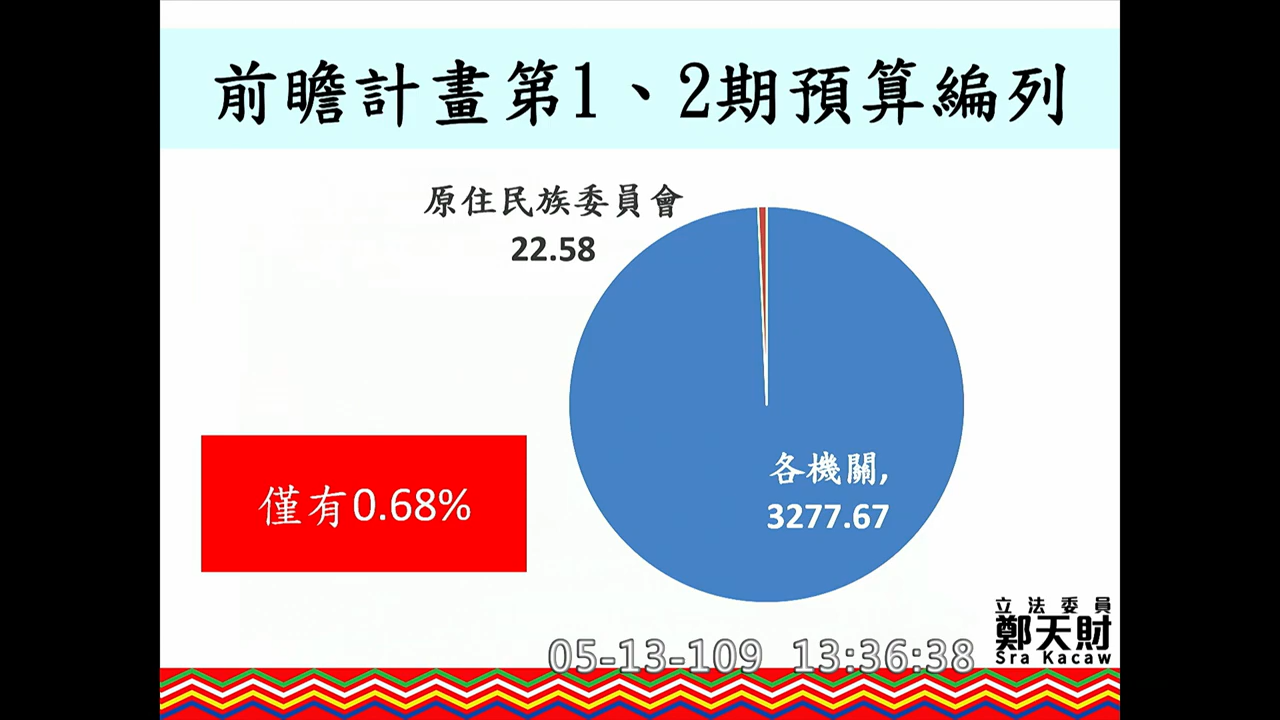 前瞻計畫第1、2期預算編列
原住民族委員會
22.58
各機關,
3277.67
僅有0.68%
立法委員
鄭天財
Sra Kacaw
05-13-109 13:36:38